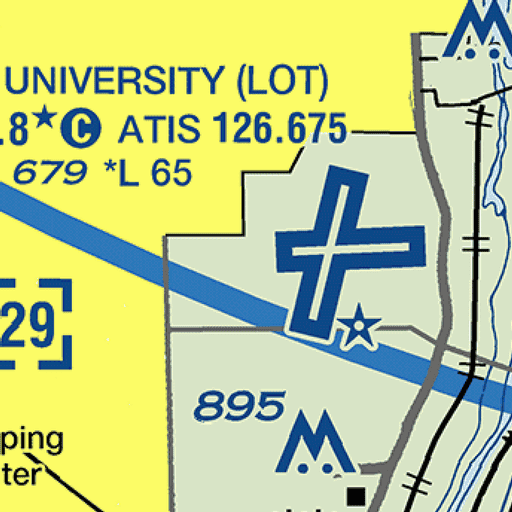 UNIVERSITY (LOT)
.8 C ATIS 126.675
679 *L 65
29
895
ping
ter